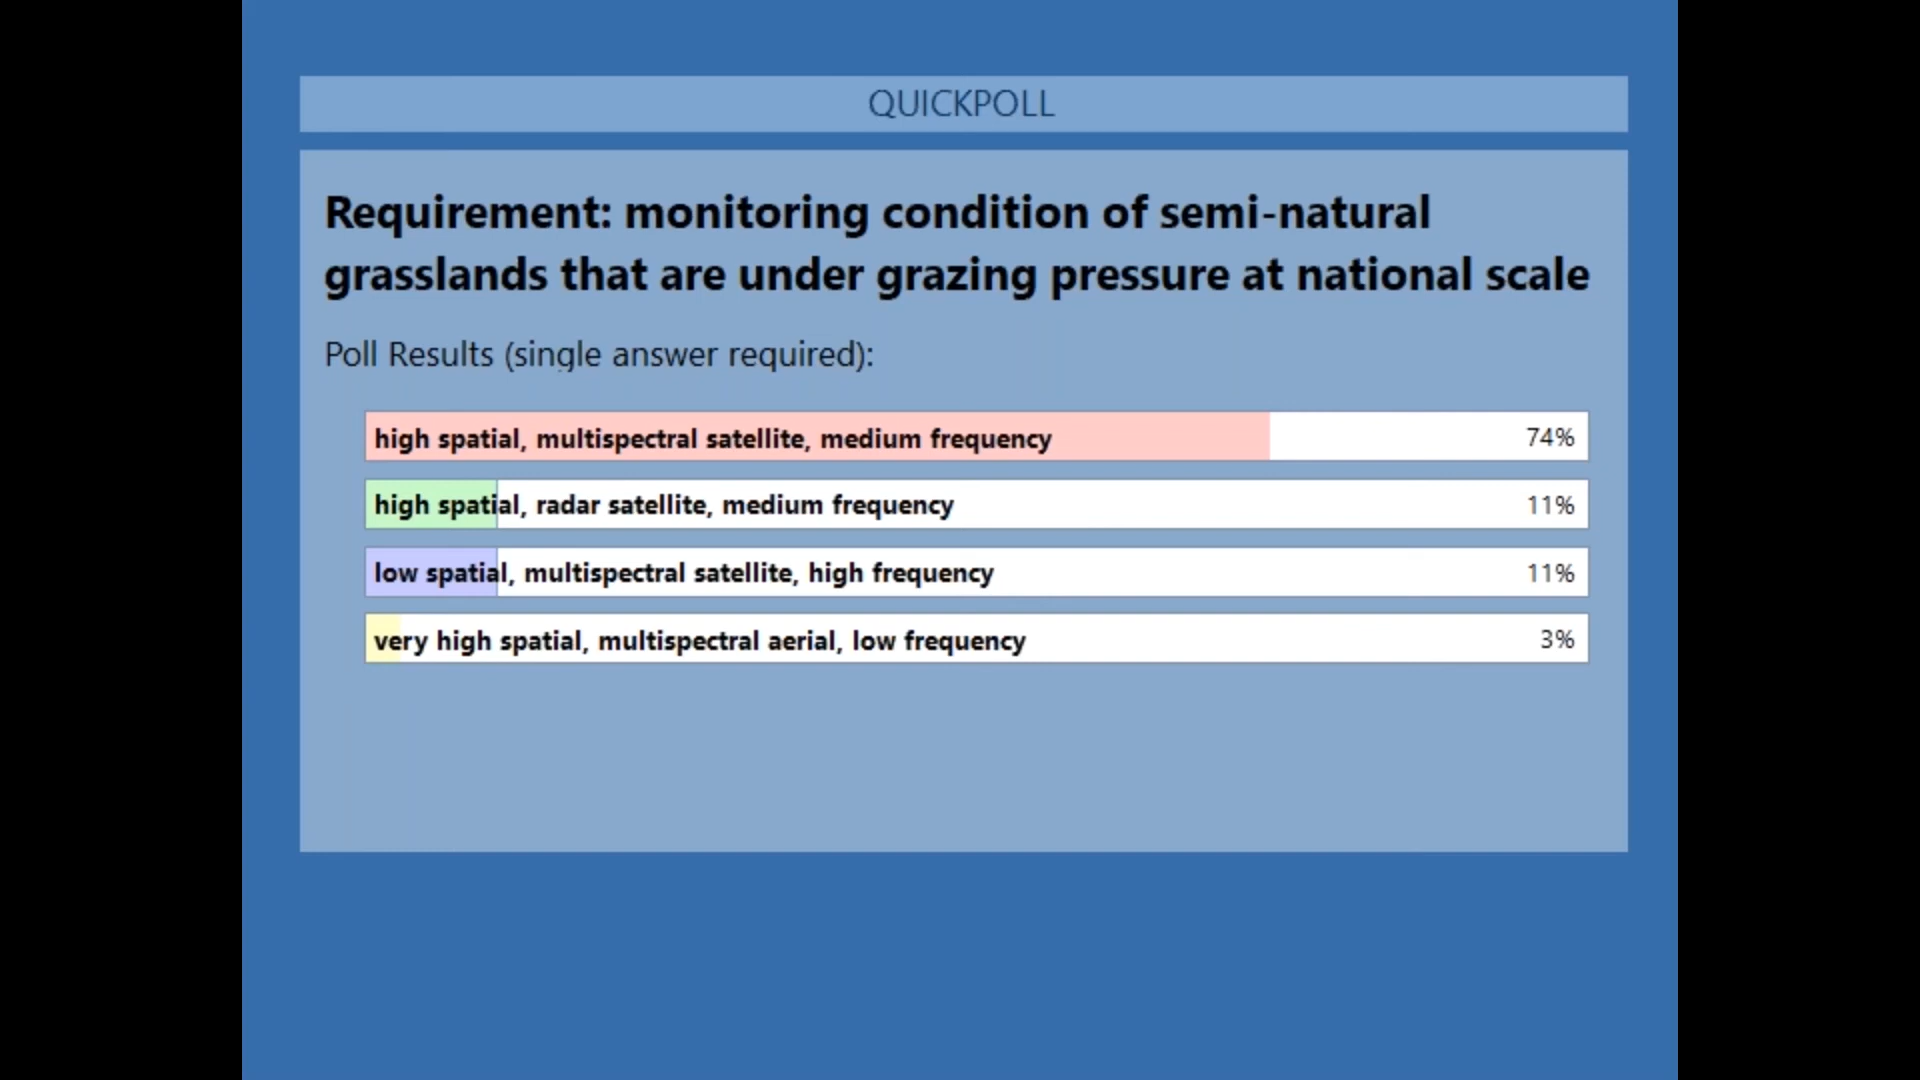 QUICKPOLL
Requirement: monitoring condition of semi-natural
grasslands that are under grazing pressure at national scale
Poll Results (single answer required):
high spatial, multispectral satellite, medium frequency 74%
high spatial, radar satellite, medium frequency 11%
low spatial, multispectral satellite, high frequency 11%
very high spatial, multispectral aerial, low frequency 3%